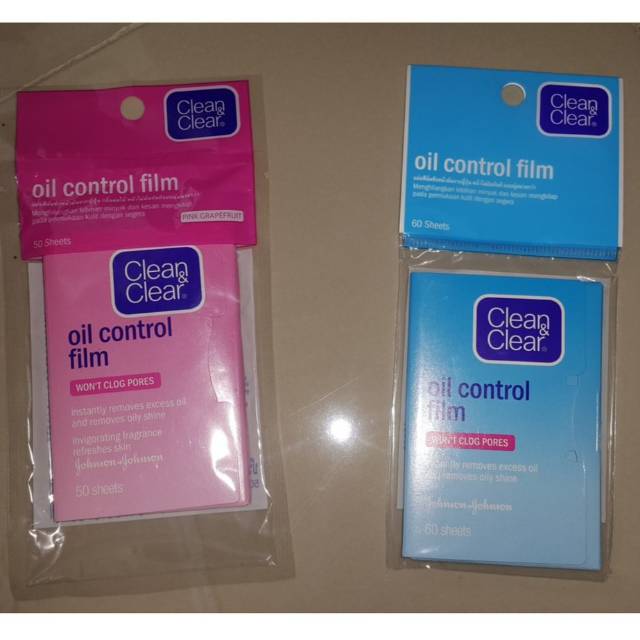 Clean & Clear®
oil control film
Menghilangkan lebihan minyak dan kesan mengkilap
pada permukaan kulit dengan segera
PINK GRAPEFRUIT
50 Sheets
Clean & Clear®
oil control
film
WON'T CLOG PORES
instantly removes excess oil
and removes oily shine
invigorating fragrance
refreshes skin
Johnson & Johnson
50 sheets
Clean & Clear®
oil control film
Menghilangkan lebihan minyak dan kesan mengkilap
pada permukaan kulit dengan segera
60 Sheets
Clean & Clear®
oil control
film
WON'T CLOG PORES
instantly removes excess oil
and removes oily shine
Johnson & Johnson
60 sheets